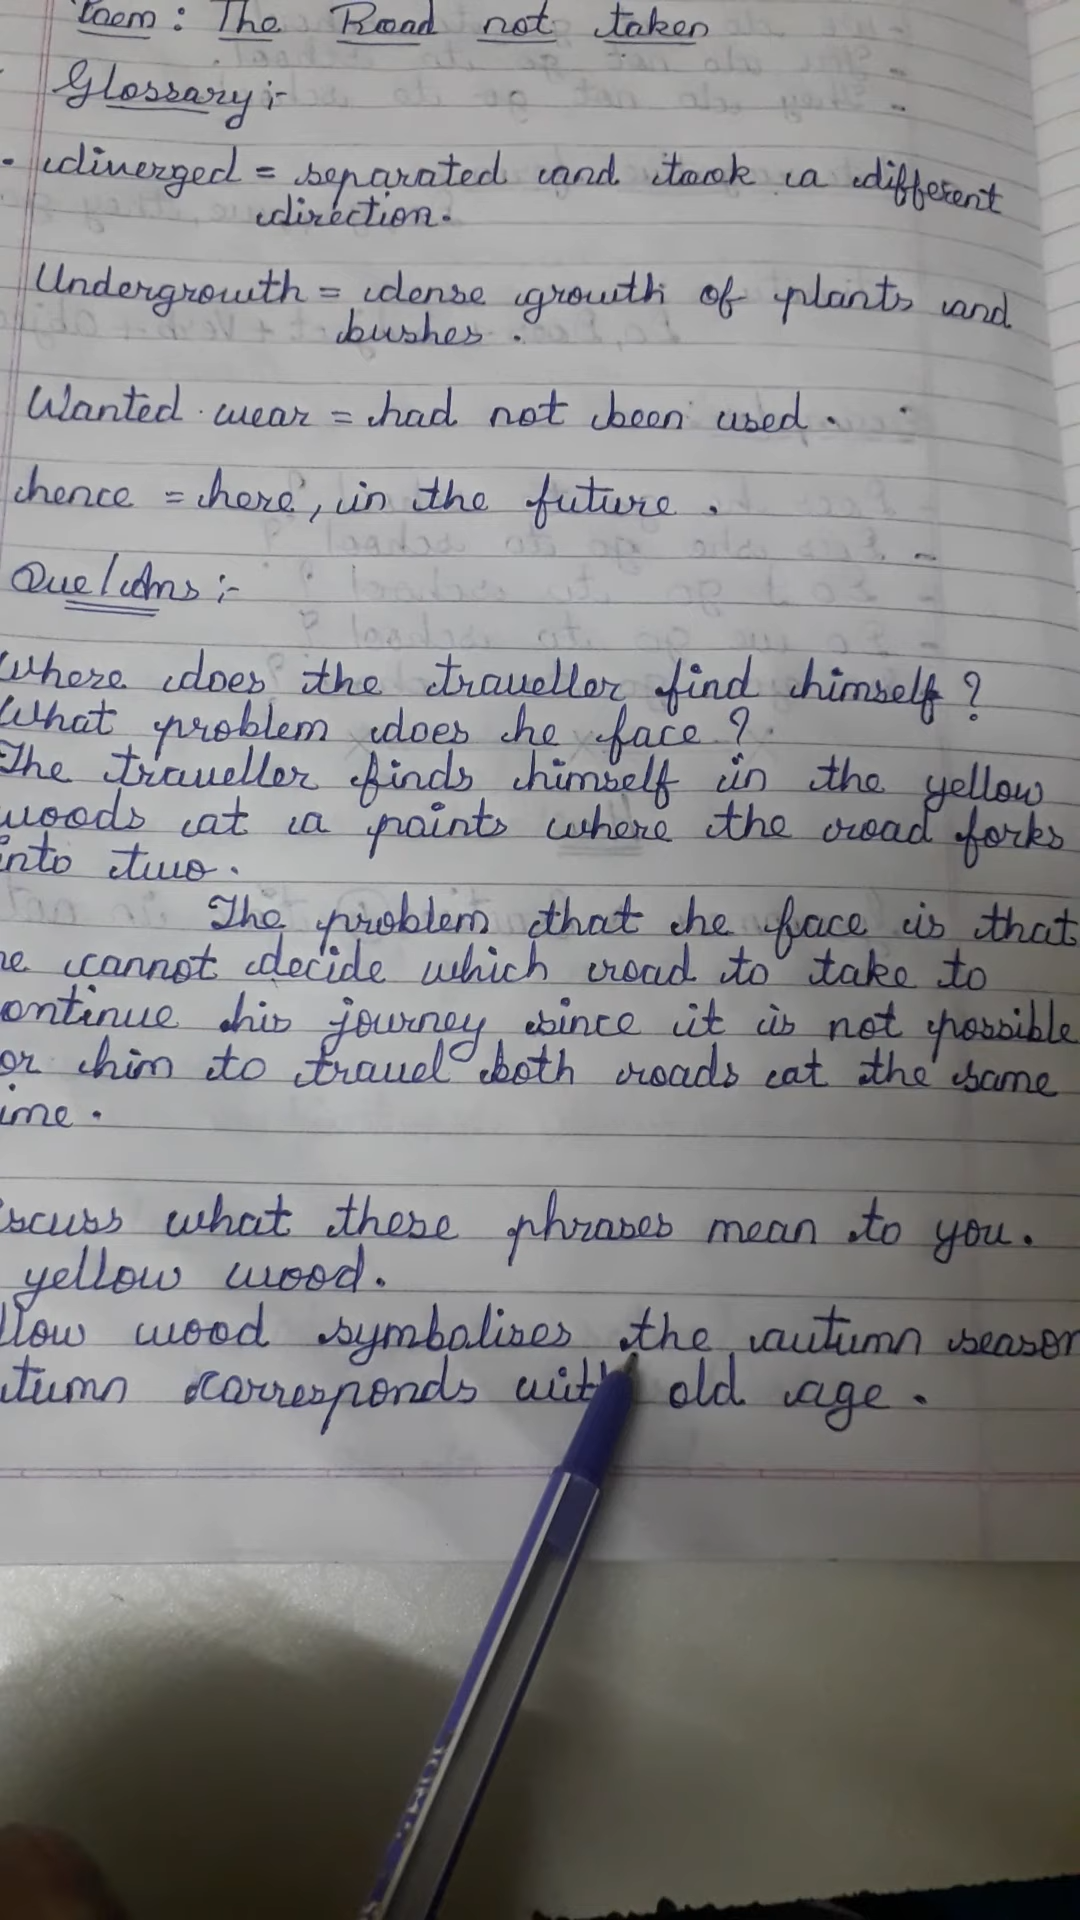 Poem : The Road not taken
Glossary :-
diverged = separated and took a different
direction.
Undergrowth = dense growth of plants and
bushes.
Wanted wear = had not been used.
hence = here, in the future.
Que/Ans :-
Where does the traveller find himself?
What problem does he face?
The traveller finds himself in the yellow
woods at a points where the road forks
into two.
The problem that he face is that
he cannot decide which road to take to
ontinue his journey since it is not possible
or him to travel both roads at the same
ime.
iscuss what these phrases mean to you.
yellow wood.
llow wood symbolises the autumn season
tumn corresponds with old age.